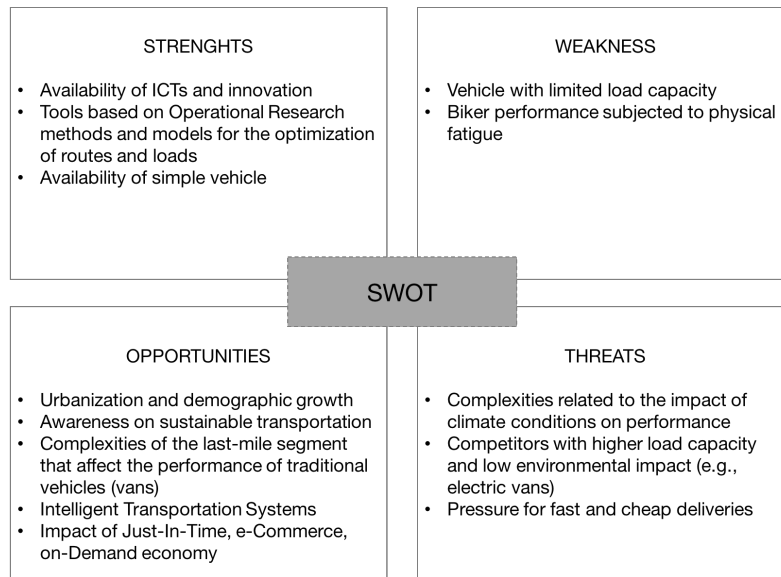 STRENGHTS
• Availability of ICTs and innovation
• Tools based on Operational Research
methods and models for the optimization
of routes and loads
• Availability of simple vehicle
WEAKNESS
• Vehicle with limited load capacity
• Biker performance subjected to physical
fatigue
SWOT
OPPORTUNITIES
• Urbanization and demographic growth
• Awareness on sustainable transportation
• Complexities of the last-mile segment
that affect the performance of traditional
vehicles (vans)
• Intelligent Transportation Systems
• Impact of Just-In-Time, e-Commerce,
on-Demand economy
THREATS
• Complexities related to the impact of
climate conditions on performance
• Competitors with higher load capacity
and low environmental impact (e.g.,
electric vans)
• Pressure for fast and cheap deliveries